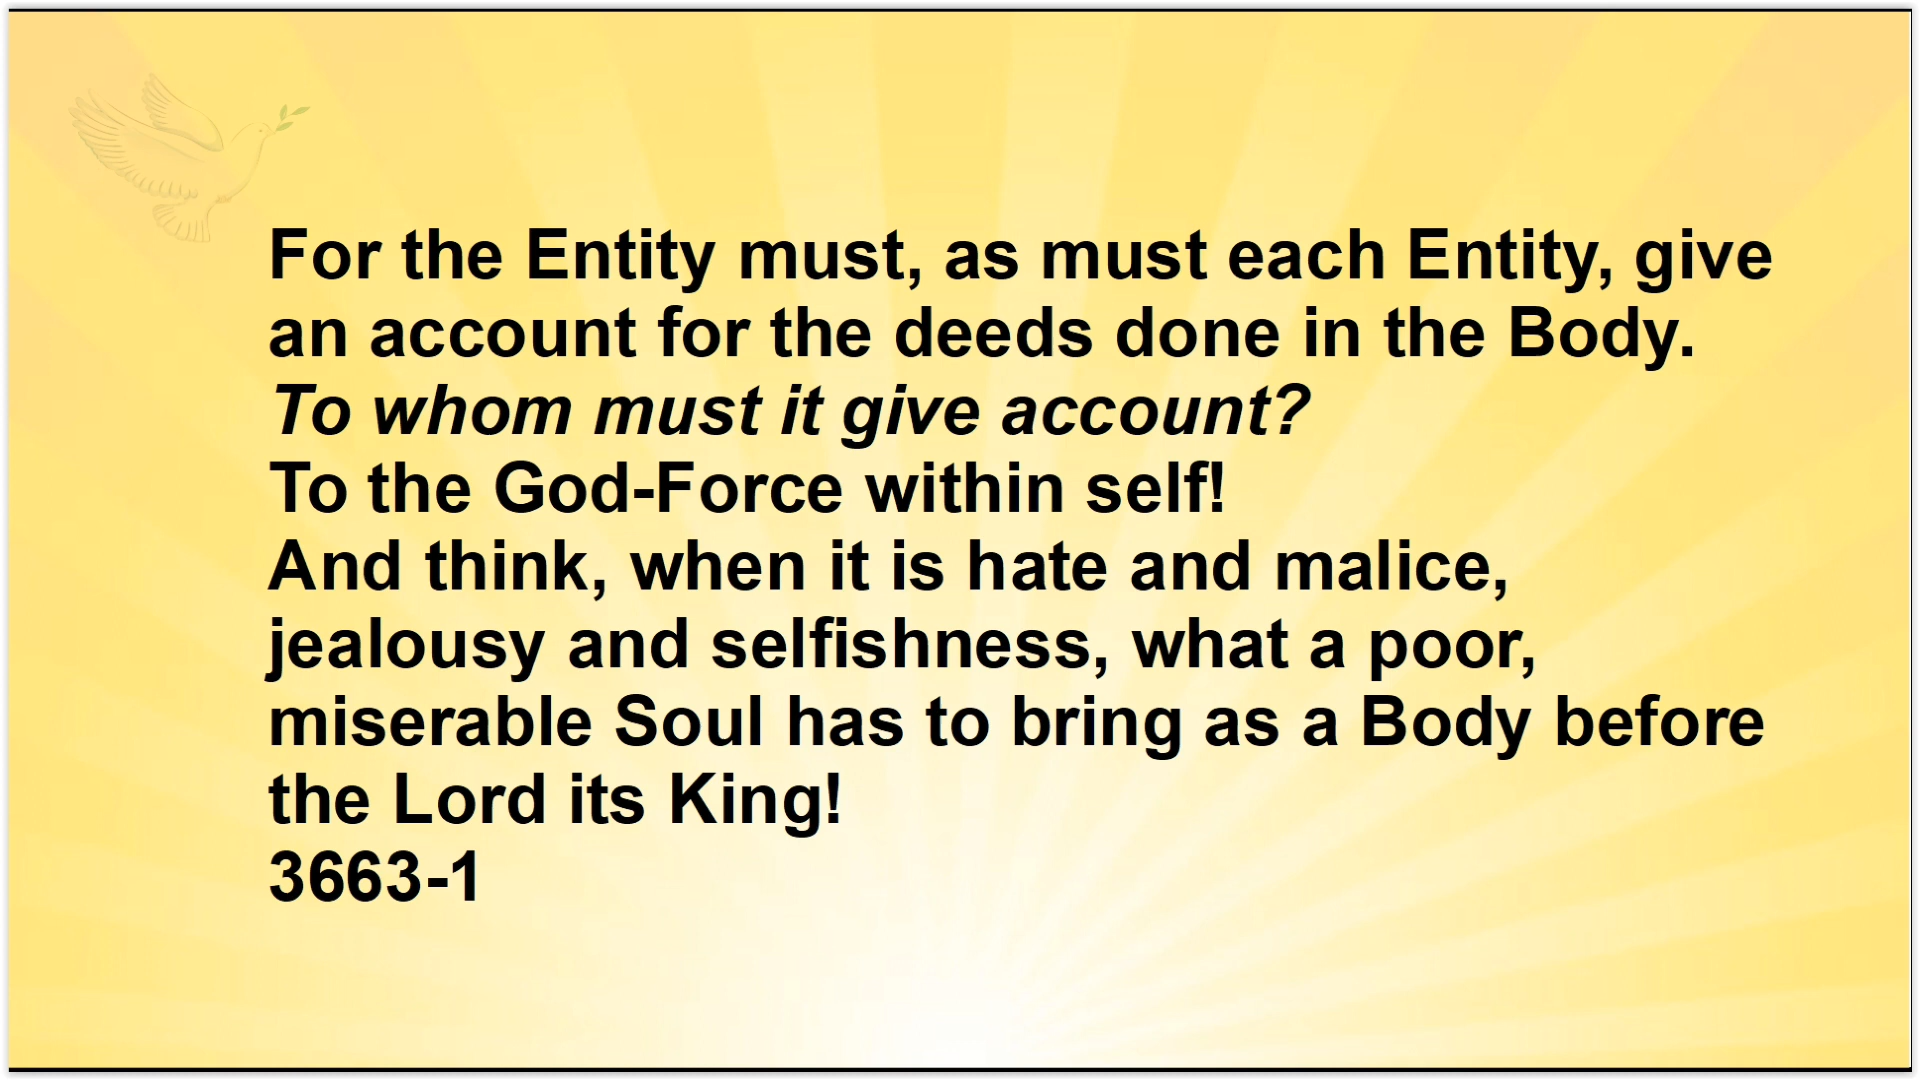 For the Entity must, as must each Entity, give
an account for the deeds done in the Body.
To whom must it give account?
To the God-Force within self!
And think, when it is hate and malice,
jealousy and selfishness, what a poor,
miserable Soul has to bring as a Body before
the Lord its King!
3663-1